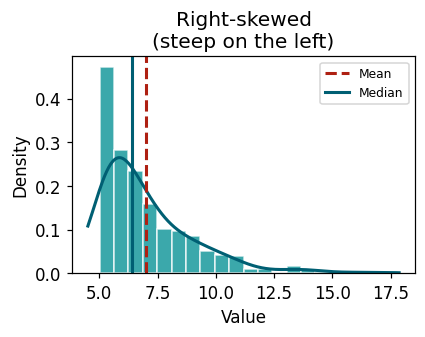 Right-skewed
(steep on the left)
Mean
Median
Density
0.4
0.3
0.2
0.1
0.0
5.0 7.5 10.0 12.5 15.0 17.5
Value